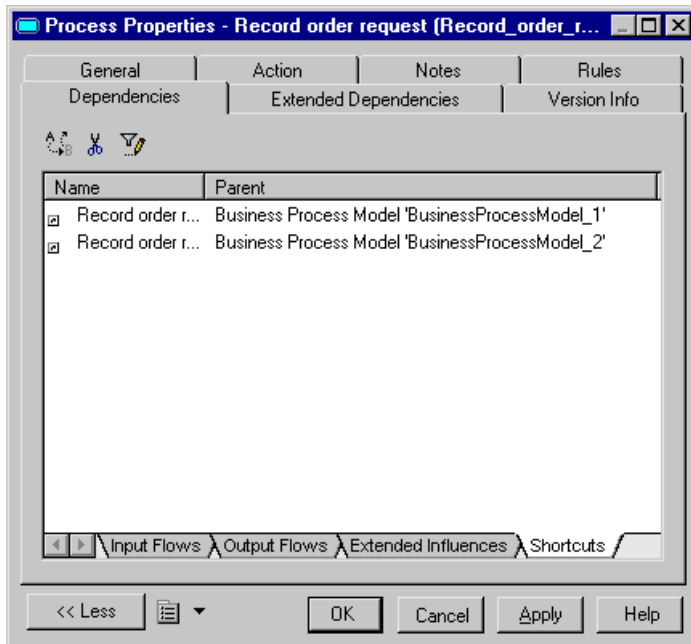 Process Properties - Record order request (Record_order_r...
General Action Notes Rules
Dependencies Extended Dependencies Version Info
Name Parent
Record order r... Business Process Model 'BusinessProcessModel_1'
Record order r... Business Process Model 'BusinessProcessModel_2'
Input Flows Output Flows Extended Influences Shortcuts
<< Less OK Cancel Apply Help